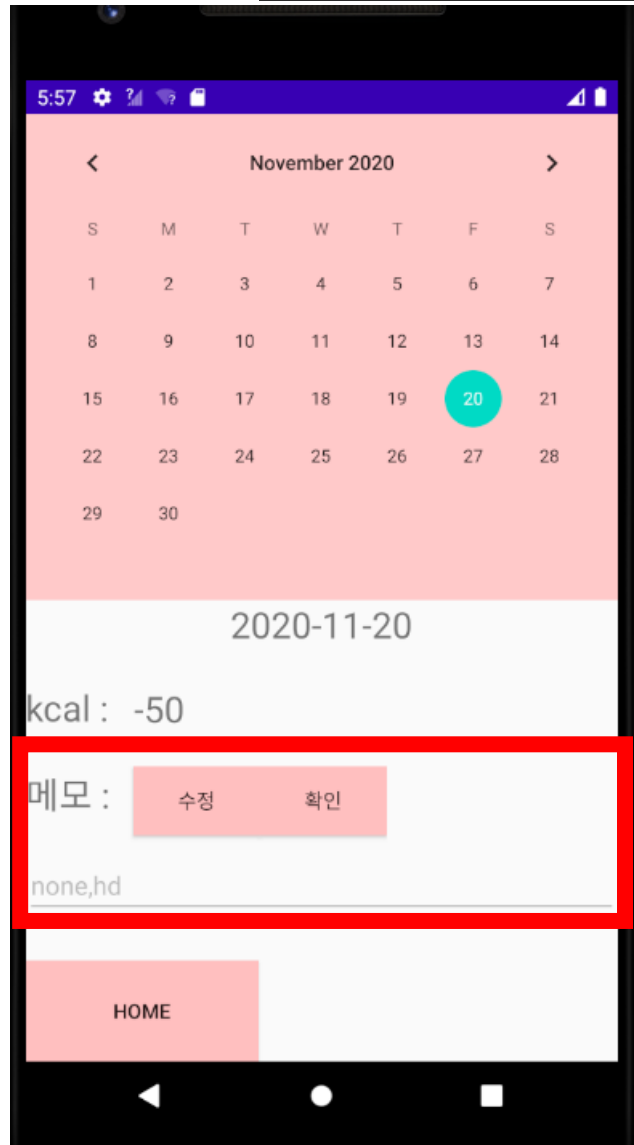 5:57
November 2020
S M T W T F S
1 2 3 4 5 6 7
8 9 10 11 12 13 14
15 16 17 18 19 20 21
22 23 24 25 26 27 28
29 30
2020-11-20
kcal : -50
메모 : 수정 확인
none,hd
HOME